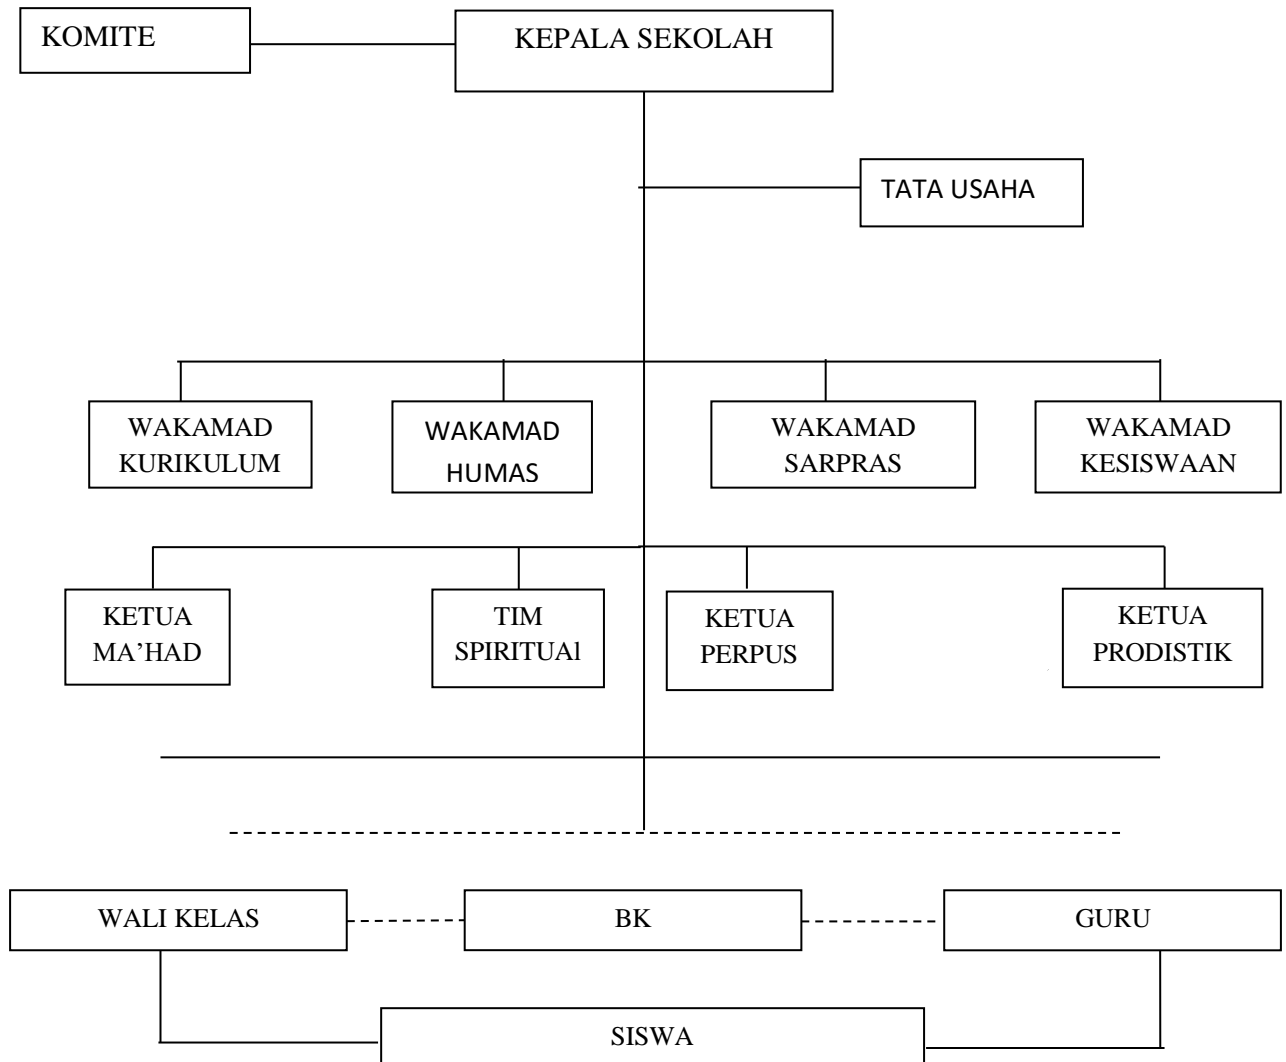 KOMITE
KEPALA SEKOLAH
TATA USAHA
WAKAMAD
KURIKULUM
WAKAMAD
HUMAS
WAKAMAD
SARPRAS
WAKAMAD
KESISWAAN
KETUA
MA’HAD
TIM
SPIRITUAl
KETUA
PERPUS
KETUA
PRODISTIK
WALI KELAS
BK
GURU
SISWA